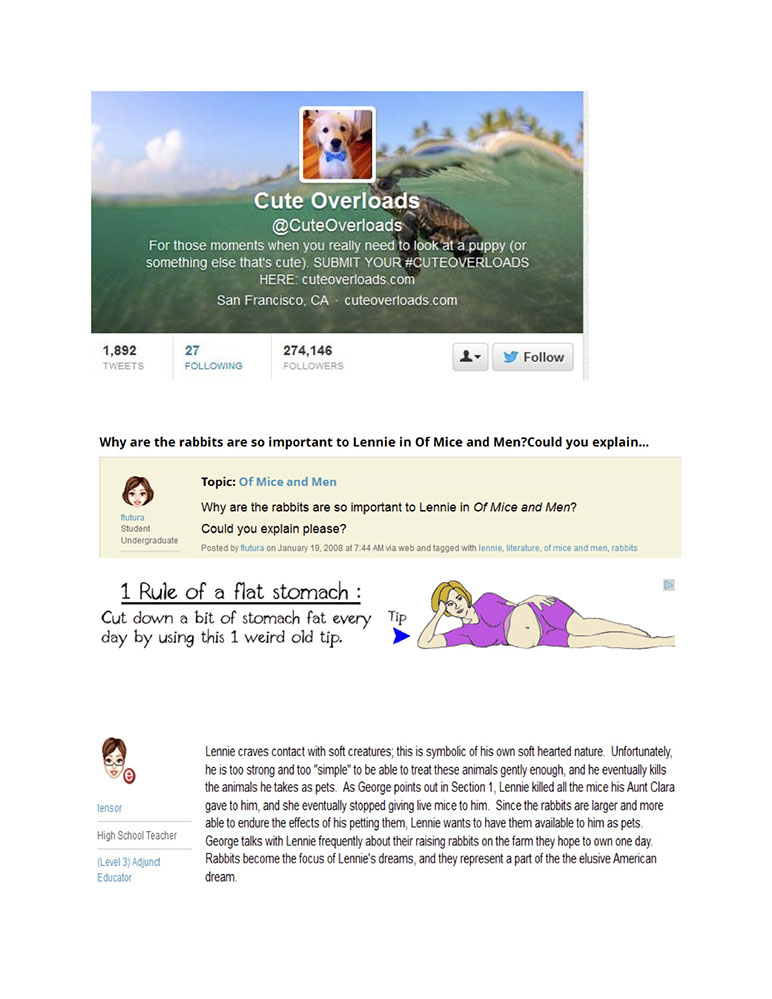 Cute Overloads
@CuteOverloads
For those moments when you really need to look at a puppy (or
something else that's cute). SUBMIT YOUR #CUTEOVERLOADS
HERE: cuteoverloads.com
San Francisco, CA · cuteoverloads.com
1,892
TWEETS
27
FOLLOWING
274,146
FOLLOWERS
Follow
Why are the rabbits are so important to Lennie in Of Mice and Men?Could you explain...
flutura
Student
Undergraduate
Topic: Of Mice and Men
Why are the rabbits are so important to Lennie in Of Mice and Men?
Could you explain please?
Posted by flutura on January 19, 2008 at 7:44 AM via web and tagged with lennie, literature, of mice and men, rabbits
1 Rule of a flat stomach :
Cut down a bit of stomach fat every
day by using this 1 weird old tip.
Tip
e
lensor
High School Teacher
(Level 3) Adjunct
Educator
Lennie craves contact with soft creatures; this is symbolic of his own soft hearted nature.  Unfortunately,
he is too strong and too "simple" to be able to treat these animals gently enough, and he eventually kills
the animals he takes as pets.  As George points out in Section 1, Lennie killed all the mice his Aunt Clara
gave to him, and she eventually stopped giving live mice to him.  Since the rabbits are larger and more
able to endure the effects of his petting them, Lennie wants to have them available to him as pets.
George talks with Lennie frequently about their raising rabbits on the farm they hope to own one day.
Rabbits become the focus of Lennie's dreams, and they represent a part of the the elusive American
dream.